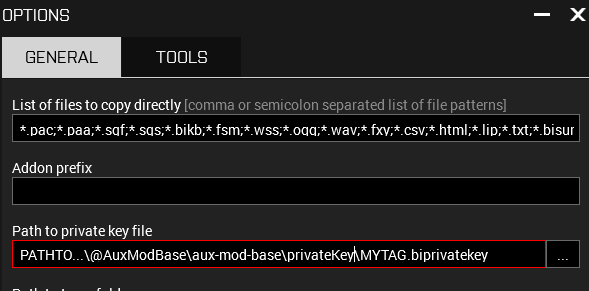 OPTIONS
GENERAL TOOLS
List of files to copy directly [comma or semicolon separated list of file patterns]
*.pac;*.paa;*.sqf;*.sqs;*.bikb;*.fsm;*.wss;*.ogg;*.wav;*.fxy;*.csv;*.html;*.lip;*.txt;*.bisur
Addon prefix
Path to private key file
PATHTO...\@AuxModBase\aux-mod-base\privateKey\MYTAG.biprivatekey ...